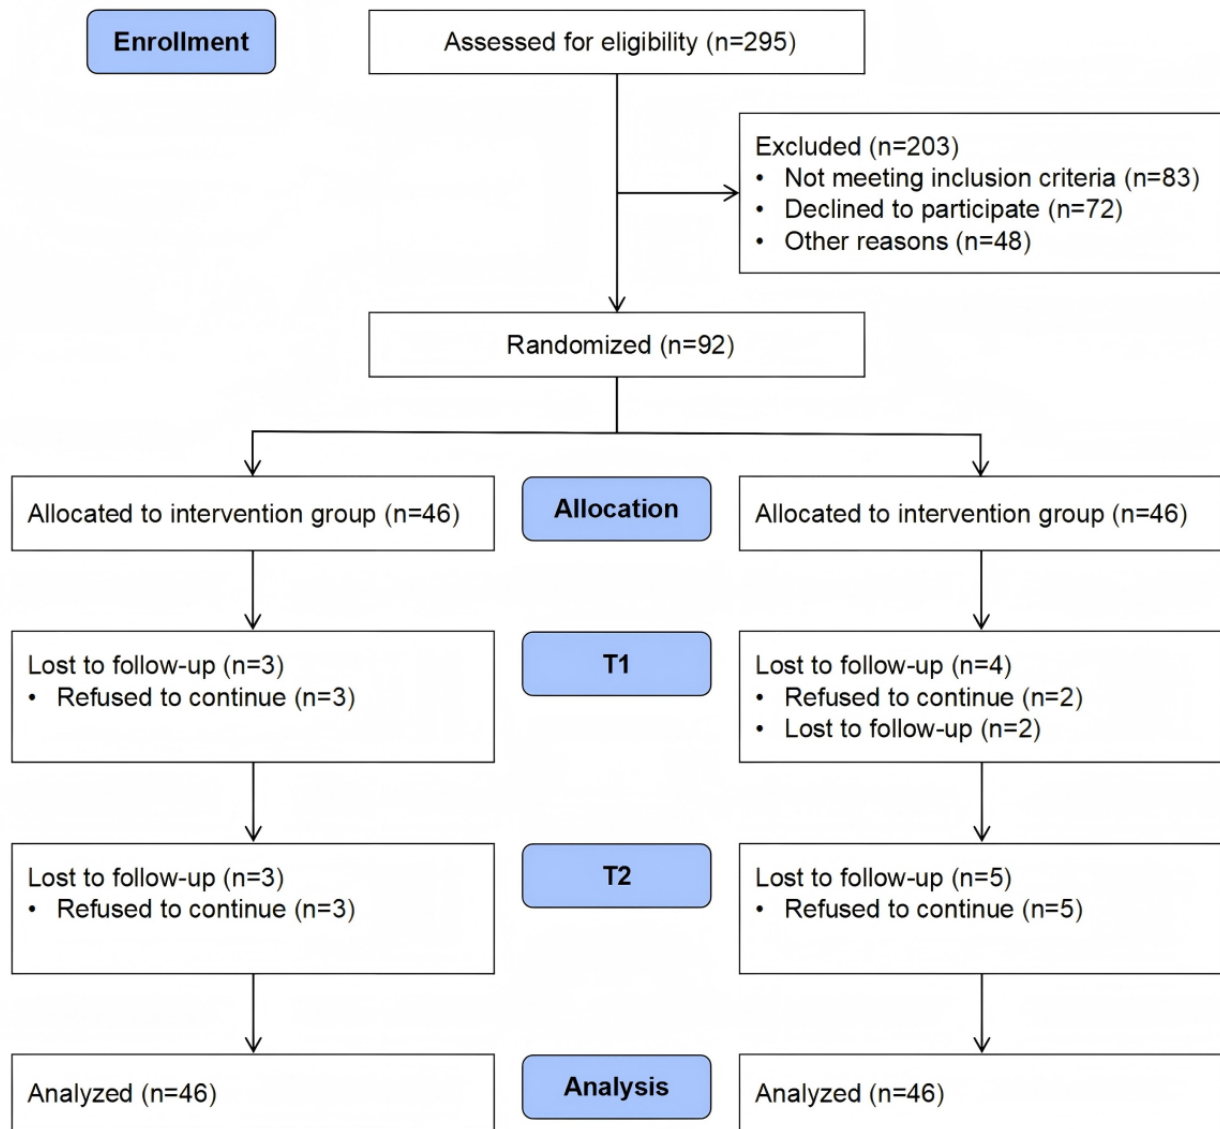 Enrollment
Assessed for eligibility (n=295)
Excluded (n=203)
• Not meeting inclusion criteria (n=83)
• Declined to participate (n=72)
• Other reasons (n=48)
Randomized (n=92)
Allocated to intervention group (n=46)
Allocation
Allocated to intervention group (n=46)
Lost to follow-up (n=3)
• Refused to continue (n=3)
T1
Lost to follow-up (n=4)
• Refused to continue (n=2)
• Lost to follow-up (n=2)
Lost to follow-up (n=3)
• Refused to continue (n=3)
T2
Lost to follow-up (n=5)
• Refused to continue (n=5)
Analyzed (n=46)
Analysis
Analyzed (n=46)